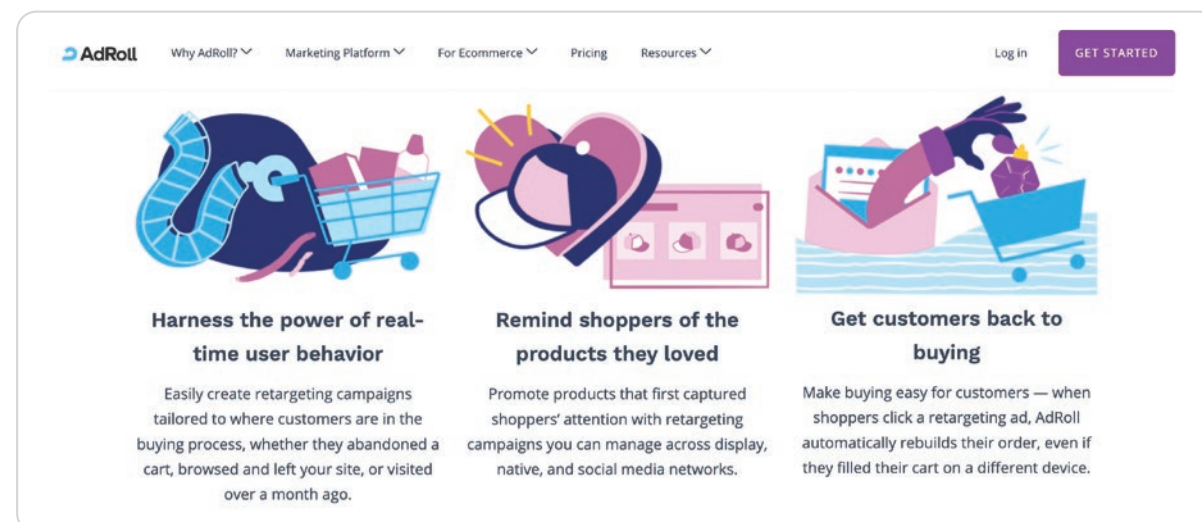 AdRoll Why AdRoll? Marketing Platform For Ecommerce Pricing Resources Log in GET STARTED
Harness the power of real-
time user behavior
Easily create retargeting campaigns
tailored to where customers are in the
buying process, whether they abandoned a
cart, browsed and left your site, or visited
over a month ago.
Remind shoppers of the
products they loved
Promote products that first captured
shoppers’ attention with retargeting
campaigns you can manage across display,
native, and social media networks.
Get customers back to
buying
Make buying easy for customers — when
shoppers click a retargeting ad, AdRoll
automatically rebuilds their order, even if
they filled their cart on a different device.